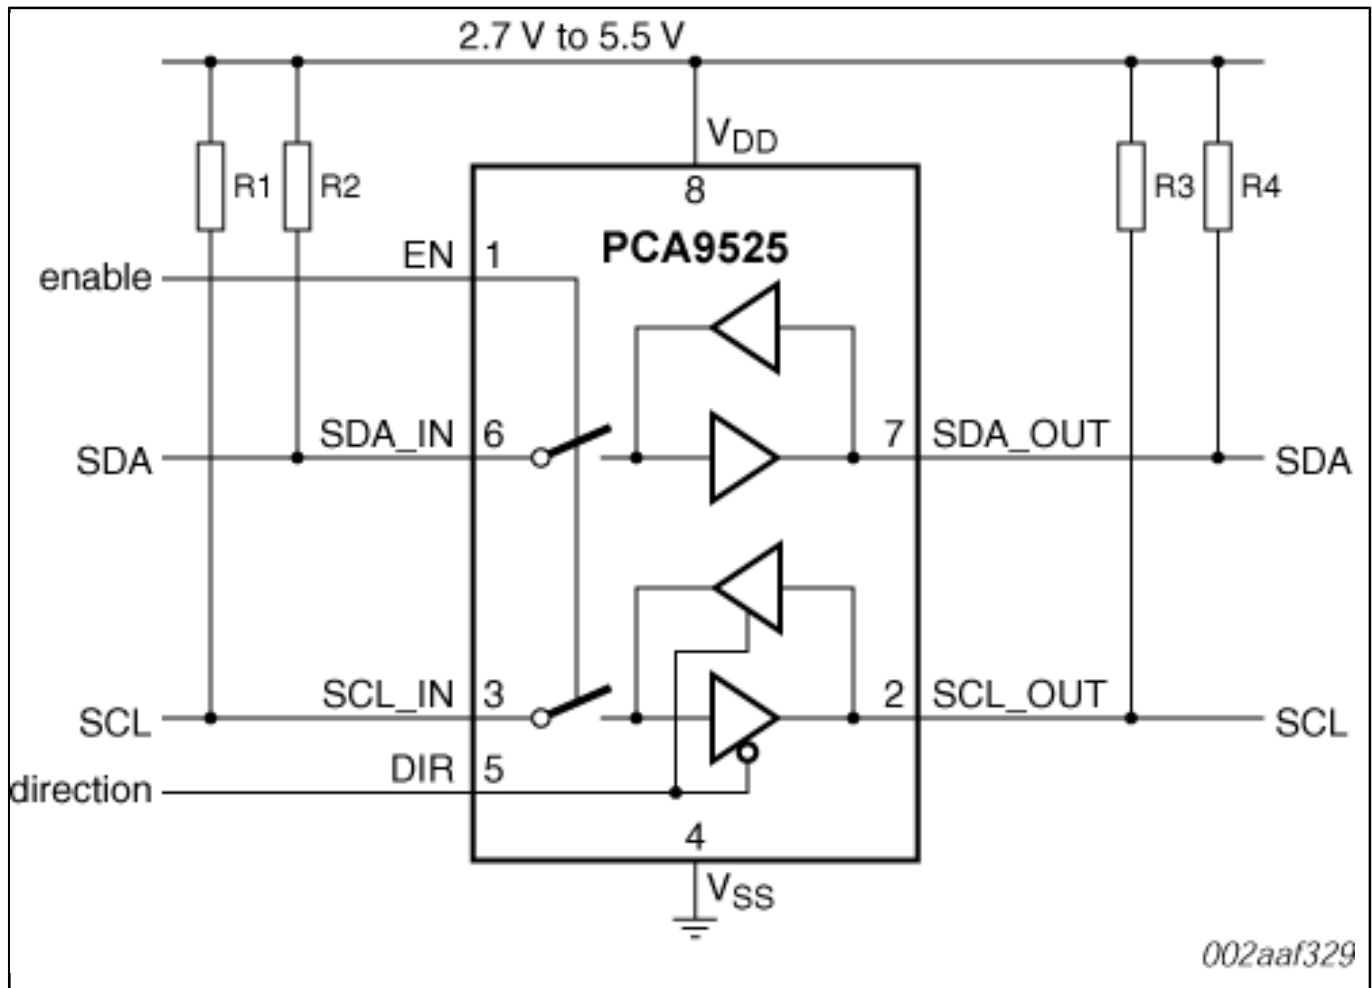 2.7 V to 5.5 V
VDD
8
R1
R2
R3
R4
PCA9525
EN
1
enable
SDA_IN
6
7
SDA_OUT
SDA
SDA
SCL_IN
3
2
SCL_OUT
SCL
SCL
DIR
5
direction
4
VSS
002aaf329